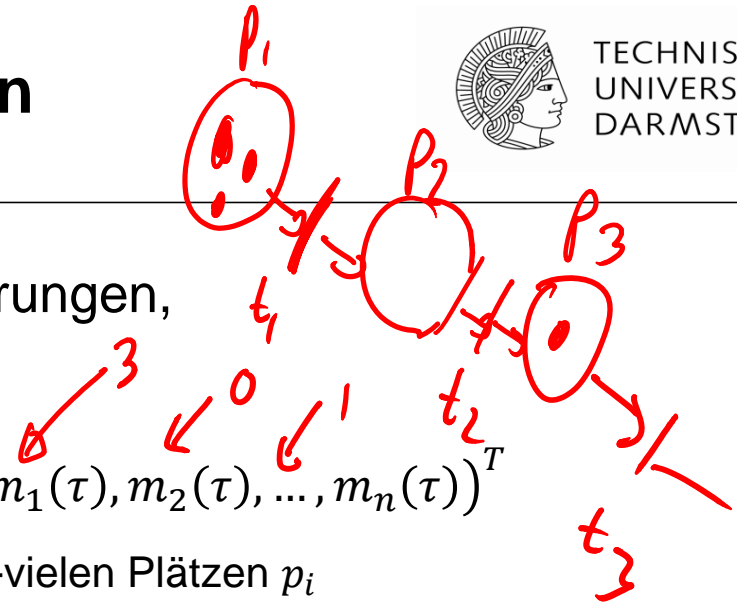 n
TECHNIS
UNIVERS
DARMST
p₁
p₂
p₃
rungen,
t₁
3
0
1
t₂
m₁(τ), m₂(τ), … , mₙ(τ))ᵀ
t₃
-vielen Plätzen pᵢ